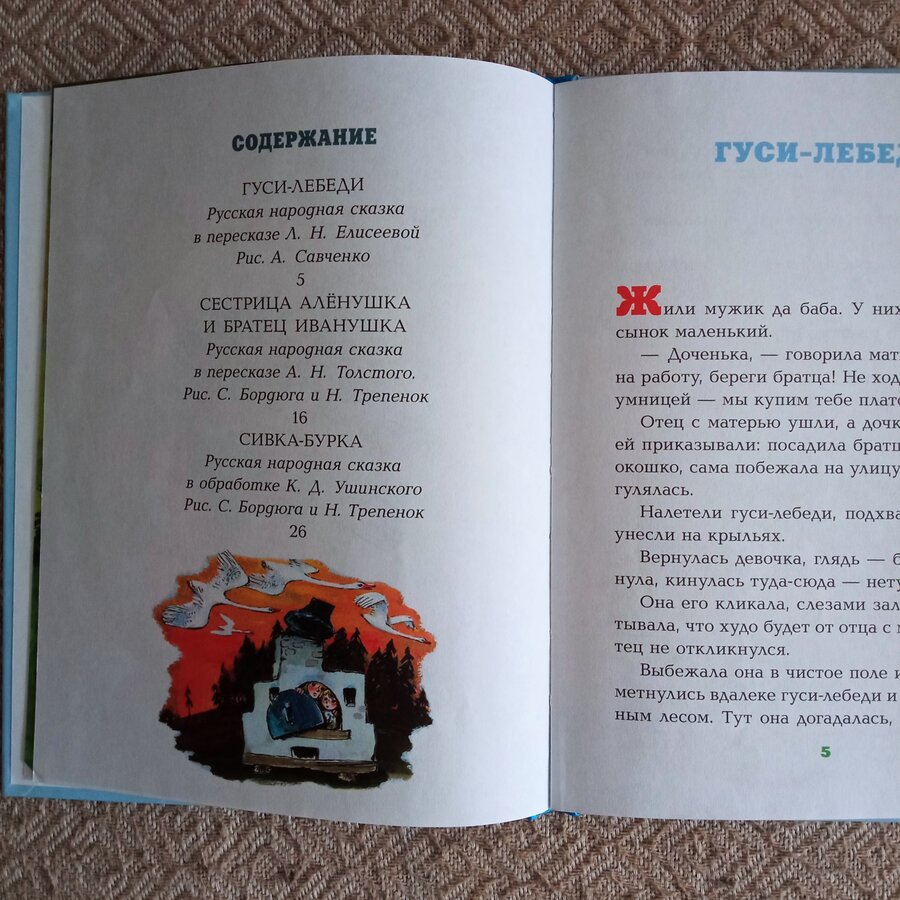 СОДЕРЖАНИЕ
ГУСИ-ЛЕБЕДИ
Русская народная сказка
в пересказе Л. Н. Елисеевой
Рис. А. Савченко
5
СЕСТРИЦА АЛЁНУШКА
И БРАТЕЦ ИВАНУШКА
Русская народная сказка
в пересказе А. Н. Толстого.
Рис. С. Бордюга и Н. Трепенок
16
СИВКА-БУРКА
Русская народная сказка
в обработке К. Д. Ушинского
Рис. С. Бордюга и Н. Трепенок
26
ГУСИ-ЛЕБЕД
Жили мужик да баба. У них
сынок маленький.
— Доченька, — говорила мат
на работу, береги братца! Не ход
умницей — мы купим тебе плато
Отец с матерью ушли, а дочк
ей приказывали: посадила братц
окошко, сама побежала на улицу
гулялась.
Налетели гуси-лебеди, подхва
унесли на крыльях.
Вернулась девочка, глядь — б
нула, кинулась туда-сюда — нету
Она его кликала, слезами зал
тывала, что худо будет от отца с м
тец не откликнулся.
Выбежала она в чистое поле и
метнулись вдалеке гуси-лебеди и
ным лесом. Тут она догадалась,
5